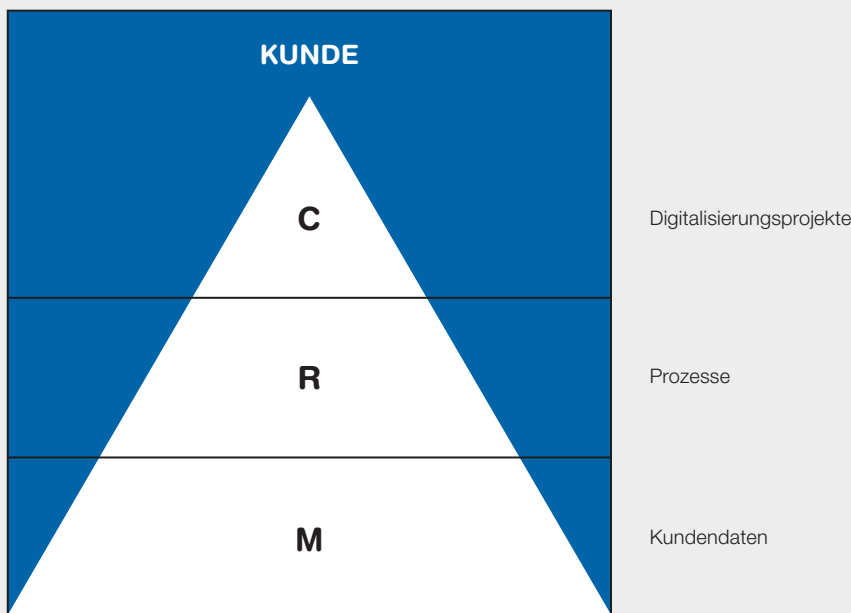 KUNDE
C
Digitalisierungsprojekte
R
Prozesse
M
Kundendaten